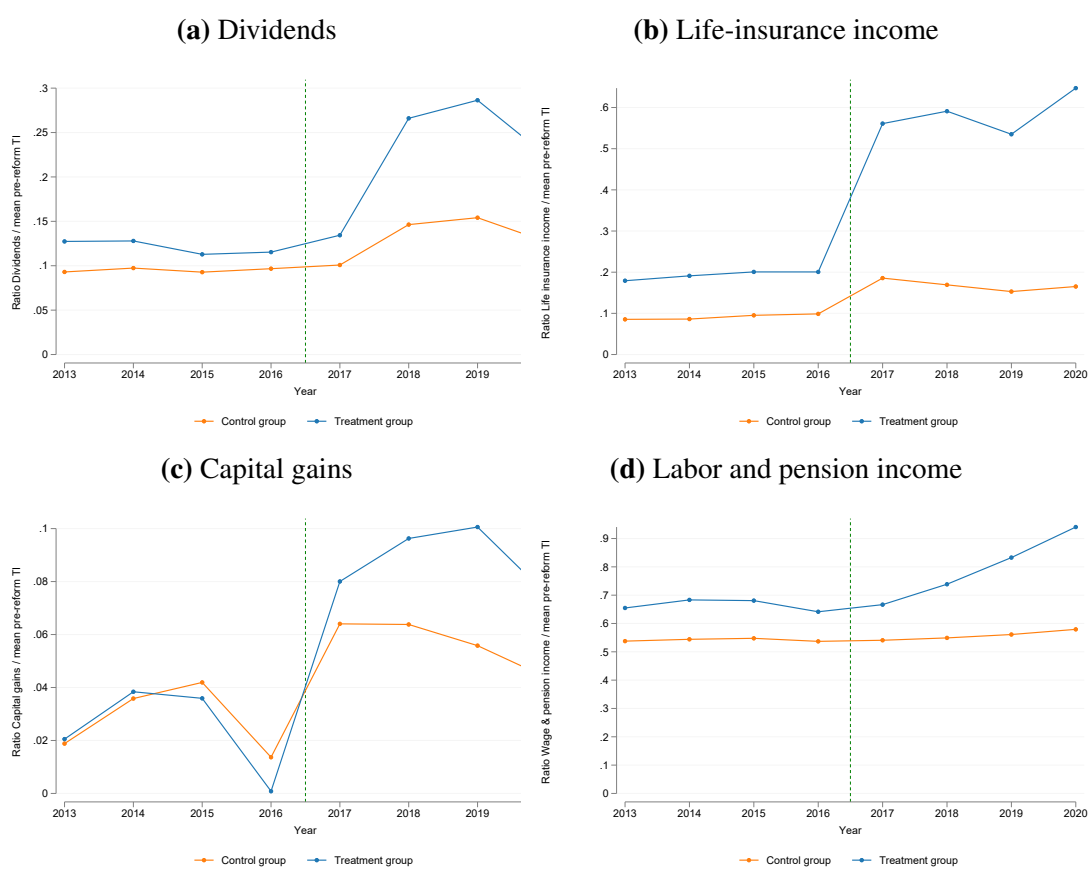 (a) Dividends
Ratio Dividends / mean pre-reform TI
.3
.25
.2
.15
.1
.05
0
2013 2014 2015 2016 2017 2018 2019
Year
Control group Treatment group
(b) Life-insurance income
Ratio Life insurance income / mean pre-reform TI
.6
.5
.4
.3
.2
.1
0
2013 2014 2015 2016 2017 2018 2019 2020
Year
Control group Treatment group
(c) Capital gains
Ratio Capital gains / mean pre-reform TI
.1
.08
.06
.04
.02
0
2013 2014 2015 2016 2017 2018 2019
Year
Control group Treatment group
(d) Labor and pension income
Ratio Wage & pension income / mean pre-reform TI
.9
.8
.7
.6
.5
.4
.3
.2
.1
0
2013 2014 2015 2016 2017 2018 2019 2020
Year
Control group Treatment group